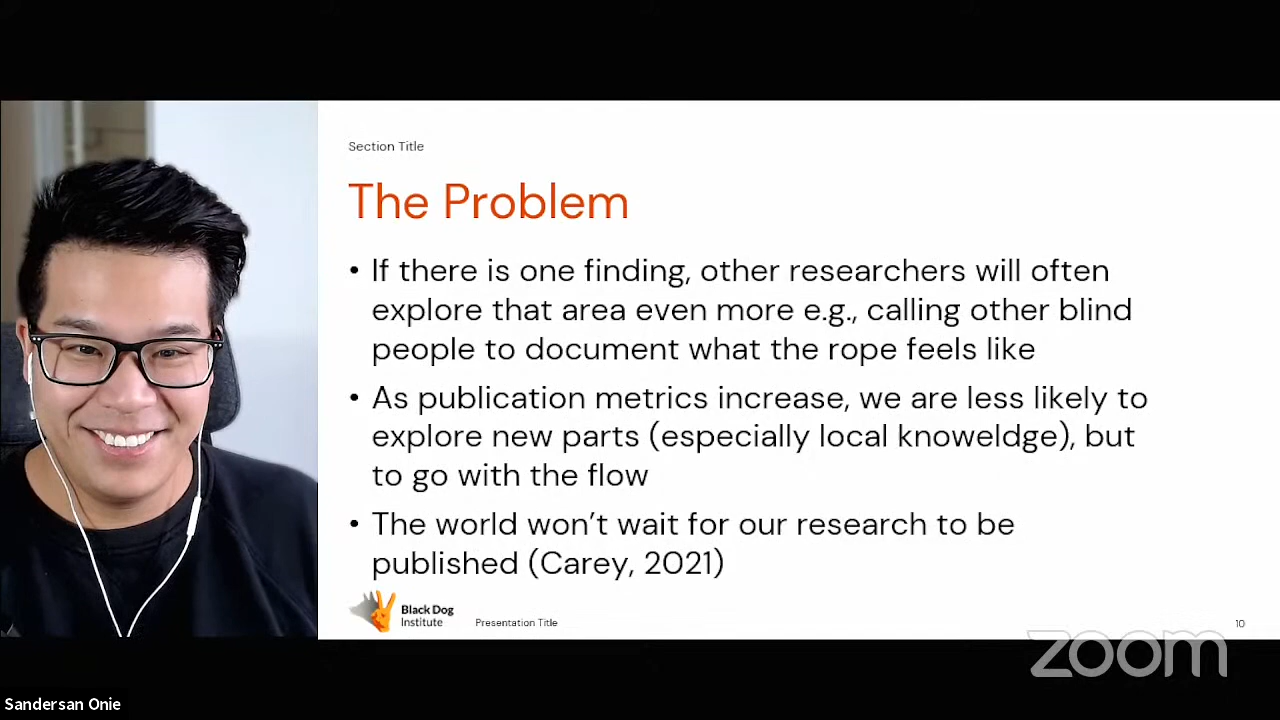 Section Title
The Problem
• If there is one finding, other researchers will often
explore that area even more e.g., calling other blind
people to document what the rope feels like
• As publication metrics increase, we are less likely to
explore new parts (especially local knoweldge), but
to go with the flow
• The world won’t wait for our research to be
published (Carey, 2021)
Black Dog
Institute
Presentation Title
10
zoom
Sandersan Onie